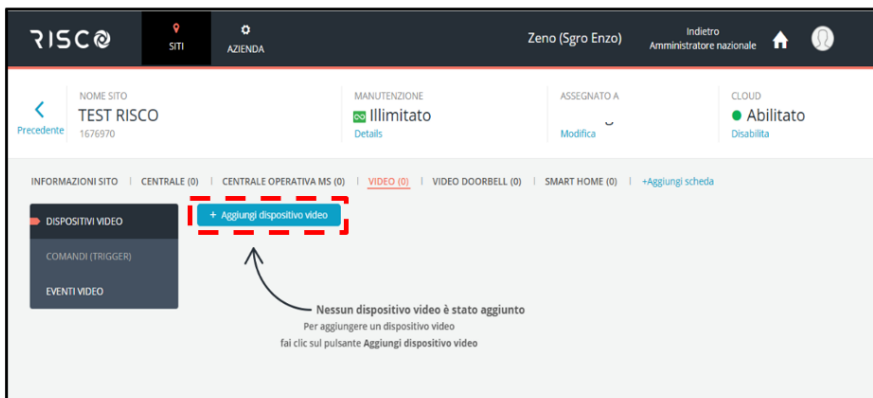 RISCO
SITI
AZIENDA
Zeno (Sgro Enzo)
Indietro
Amministratore nazionale
NOME SITO
TEST RISCO
1676970
Precedente
MANUTENZIONE
Illimitato
Details
ASSEGNATO A
Modifica
CLOUD
Abilitato
Disabilita
INFORMAZIONI SITO | CENTRALE (0) | CENTRALE OPERATIVA MS (0) | VIDEO (0) | VIDEO DOORBELL (0) | SMART HOME (0) | +Aggiungi scheda
DISPOSITIVI VIDEO
COMANDI (TRIGGER)
EVENTI VIDEO
+ Aggiungi dispositivo video
Nessun dispositivo video è stato aggiunto
Per aggiungere un dispositivo video
fai clic sul pulsante Aggiungi dispositivo video